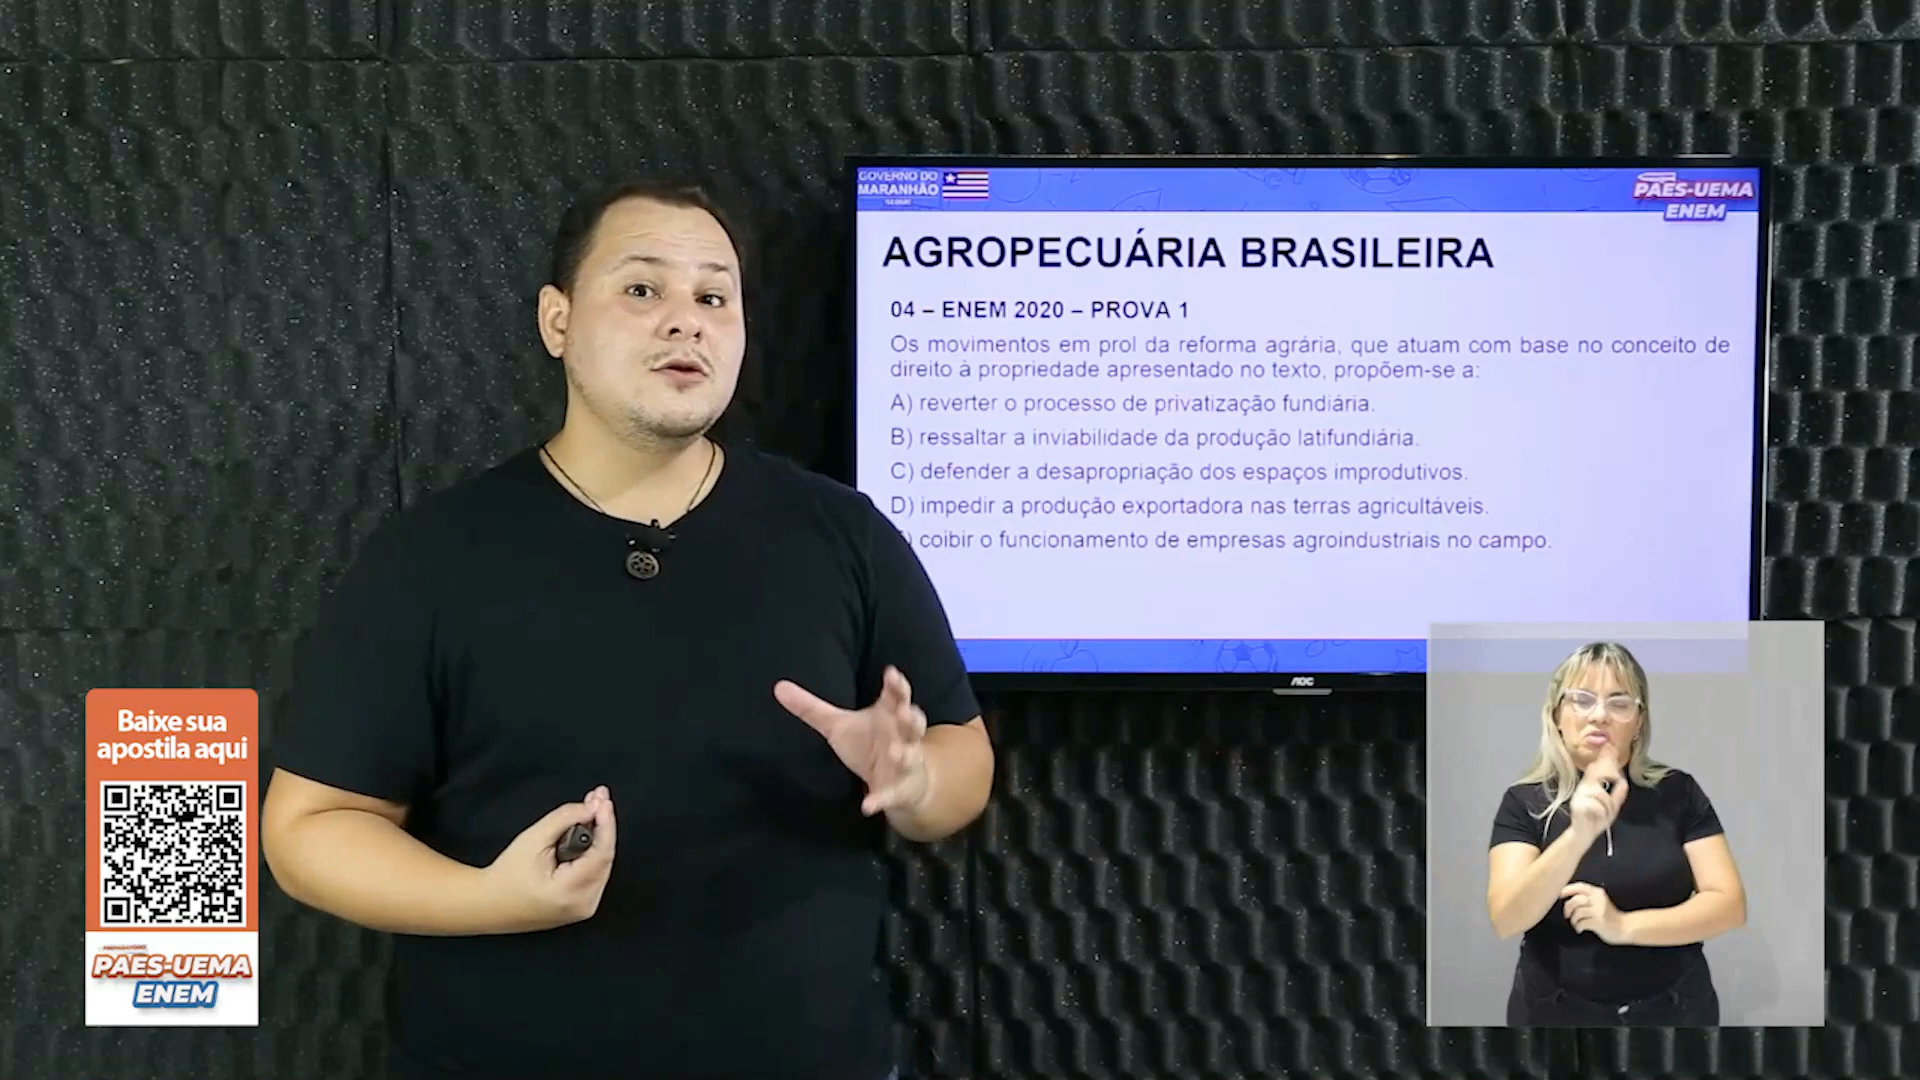 GOVERNO DO
MARANHÃO
PAES-UEMA
ENEM
AGROPECUÁRIA BRASILEIRA
04 – ENEM 2020 – PROVA 1
Os movimentos em prol da reforma agrária, que atuam com base no conceito de
direito à propriedade apresentado no texto, propõem-se a:
A) reverter o processo de privatização fundiária.
B) ressaltar a inviabilidade da produção latifundiária.
C) defender a desapropriação dos espaços improdutivos.
D) impedir a produção exportadora nas terras agricultáveis.
) coibir o funcionamento de empresas agroindustriais no campo.
AOC
Baixe sua
apostila aqui
PAES-UEMA
ENEM